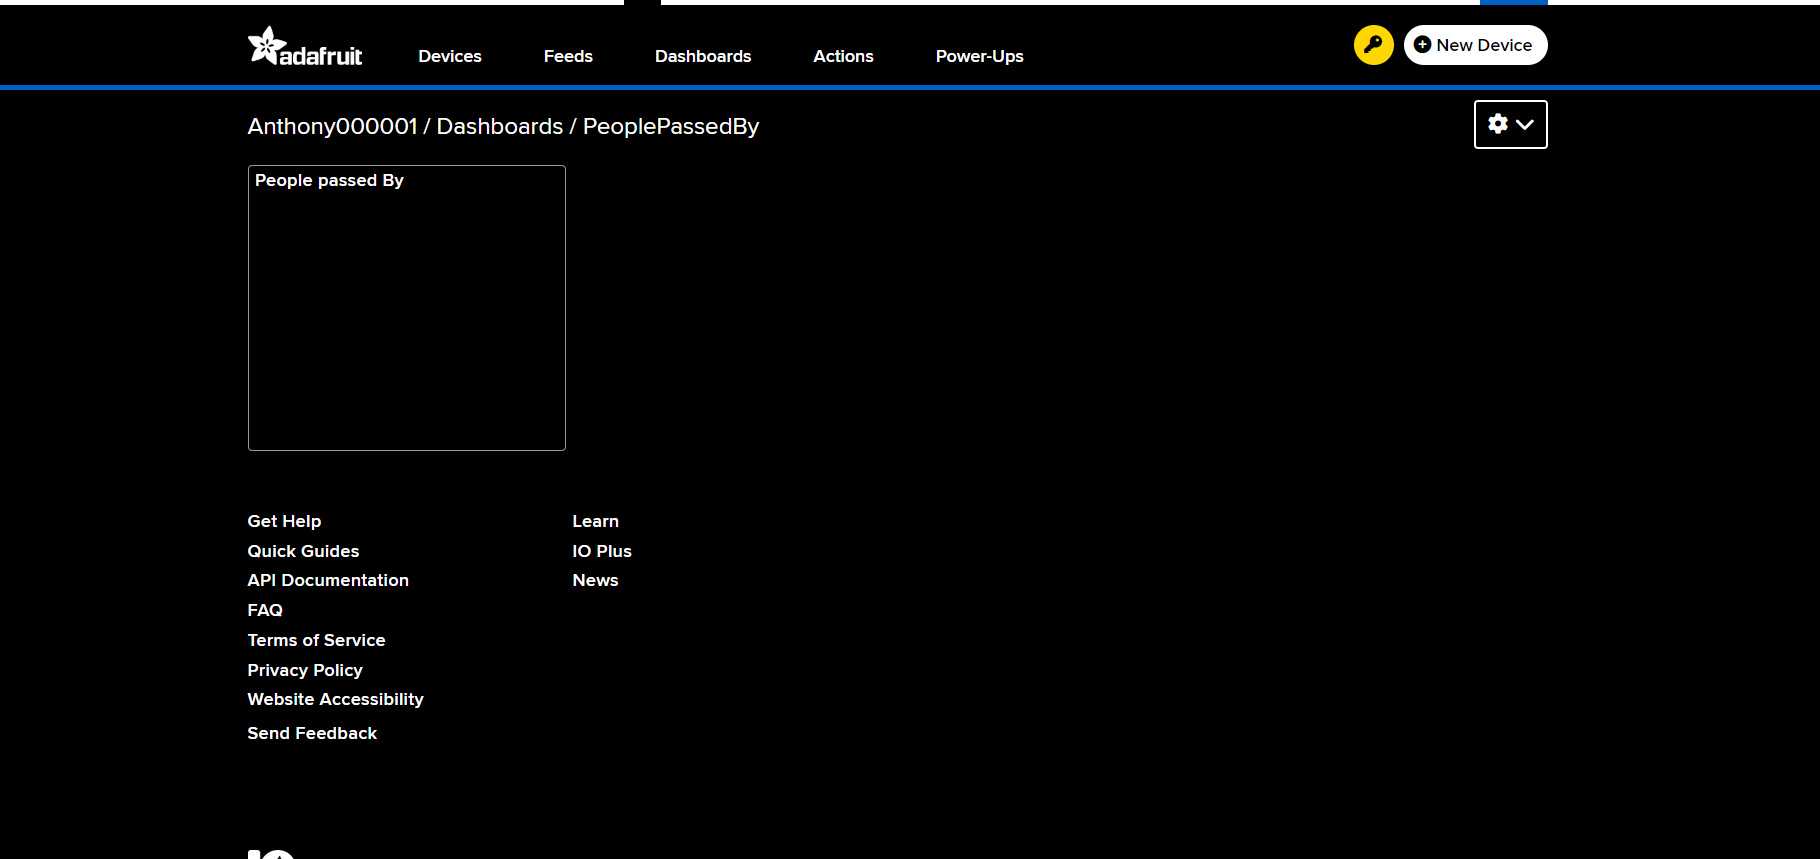 adafruit Devices Feeds Dashboards Actions Power-Ups New Device
Anthony000001 / Dashboards / PeoplePassedBy
People passed By
Get Help
Quick Guides
API Documentation
FAQ
Terms of Service
Privacy Policy
Website Accessibility
Send Feedback
Learn
IO Plus
News